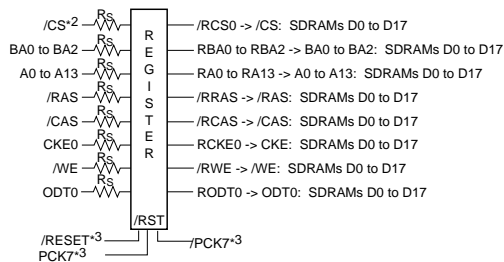 /CS*2 RS /RCS0 -> /CS: SDRAMs D0 to D17
BA0 to BA2 RS RBA0 to RBA2 -> BA0 to BA2: SDRAMs D0 to D17
A0 to A13 RS RA0 to RA13 -> A0 to A13: SDRAMs D0 to D17
/RAS RS /RRAS -> /RAS: SDRAMs D0 to D17
/CAS RS /RCAS -> /CAS: SDRAMs D0 to D17
CKE0 RS RCKE0 -> CKE: SDRAMs D0 to D17
/WE RS /RWE -> /WE: SDRAMs D0 to D17
ODT0 RS RODT0 -> ODT0: SDRAMs D0 to D17
REGISTER
/RST
/RESET*3 /PCK7*3
PCK7*3